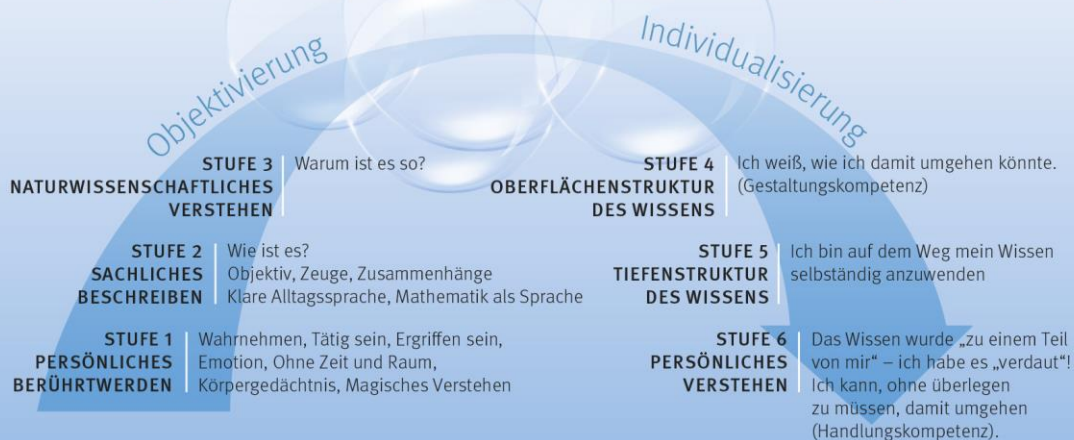 Objektivierung
Individualisierung
STUFE 3
NATURWISSENSCHAFTLICHES
VERSTEHEN
Warum ist es so?
STUFE 4
OBERFLÄCHENSTRUKTUR
DES WISSENS
Ich weiß, wie ich damit umgehen könnte.
(Gestaltungskompetenz)
STUFE 2
SACHLICHES
BESCHREIBEN
Wie ist es?
Objektiv, Zeuge, Zusammenhänge
Klare Alltagssprache, Mathematik als Sprache
STUFE 5
TIEFENSTRUKTUR
DES WISSENS
Ich bin auf dem Weg mein Wissen
selbständig anzuwenden
STUFE 1
PERSÖNLICHES
BERÜHRTWERDEN
Wahrnehmen, Tätig sein, Ergriffen sein,
Emotion, Ohne Zeit und Raum,
Körpergedächtnis, Magisches Verstehen
STUFE 6
PERSÖNLICHES
VERSTEHEN
Das Wissen wurde „zu einem Teil
von mir“ – ich habe es „verdaut“!
Ich kann, ohne überlegen
zu müssen, damit umgehen
(Handlungskompetenz).